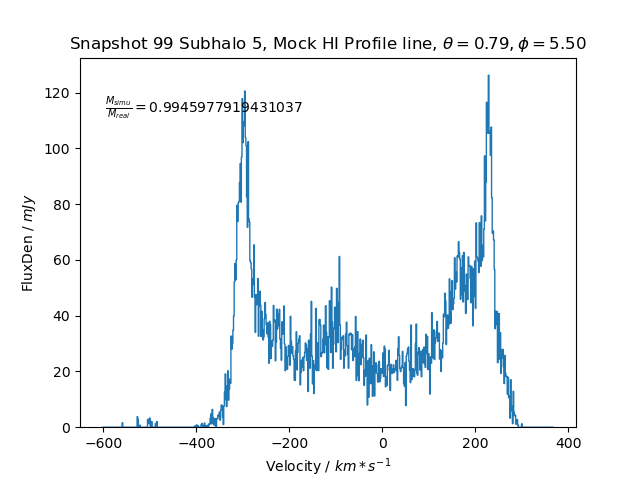 Snapshot 99 Subhalo 5, Mock HI Profile line, θ = 0.79, ϕ = 5.50
M_simu/M_real = 0.9945977919431037
FluxDen / mJy
120
100
80
60
40
20
0
−600 −400 −200 0 200 400
Velocity / km * s⁻¹